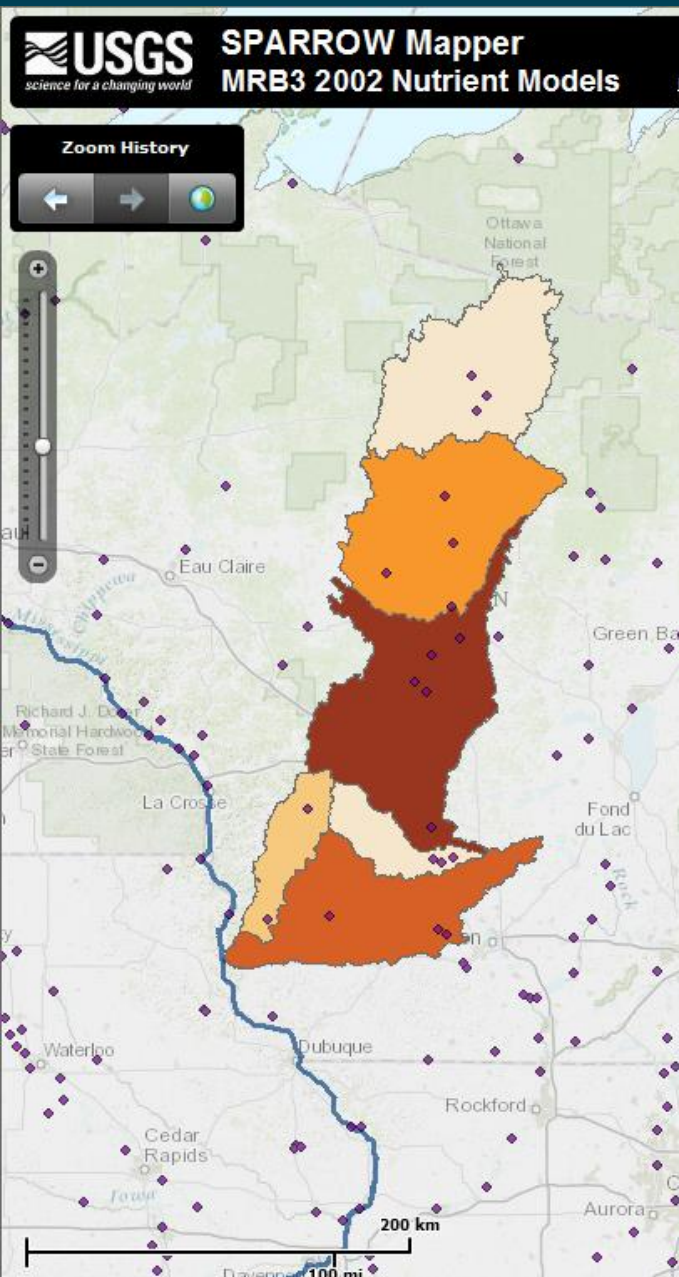 USGS
science for a changing world
SPARROW Mapper
MRB3 2002 Nutrient Models
Zoom History
Ottawa
National
Forest
Eau Claire
Chippewa
Mississippi
Green Ba
Richard J. Dorer
Memorial Hardwood
State Forest
La Crosse
Fond
du Lac
Rock
Waterloo
Dubuque
Rockford
Cedar
Rapids
Iowa
Aurora
200 km
100 mi